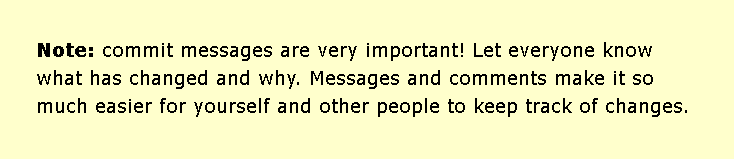 Note: commit messages are very important! Let everyone know
what has changed and why. Messages and comments make it so
much easier for yourself and other people to keep track of changes.